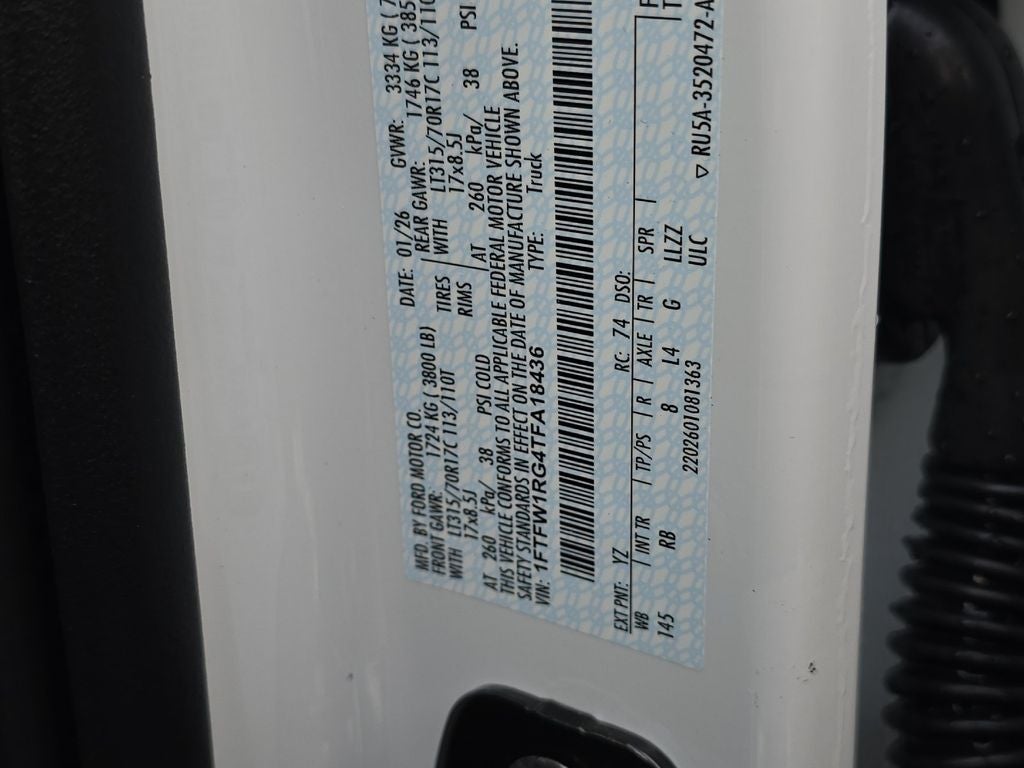 MFD. BY FORD MOTOR CO. DATE: 01/26 GVWR: 3334 KG (
FRONT GAWR: 1724 KG ( 3800 LB) REAR GAWR: 1746 KG ( 385
WITH LT315/70R17C 113/110T TIRES WITH LT315/70R17C 113/110
17x8.5J RIMS 17x8.5J
AT 260 kPa/ 38 PSI COLD AT 260 kPa/ 38 PSI
THIS VEHICLE CONFORMS TO ALL APPLICABLE FEDERAL MOTOR VEHICLE
SAFETY STANDARDS IN EFFECT ON THE DATE OF MANUFACTURE SHOWN ABOVE.
VIN: 1FTFW1RG4TFA18436 TYPE: Truck
EXT PNT: YZ RC: 74 DSO:
WB INT TR TP/PS R AXLE TR SPR
145 RB 8 L4 G LLZZ
2202601081363 ULC RU5A-3520472-A